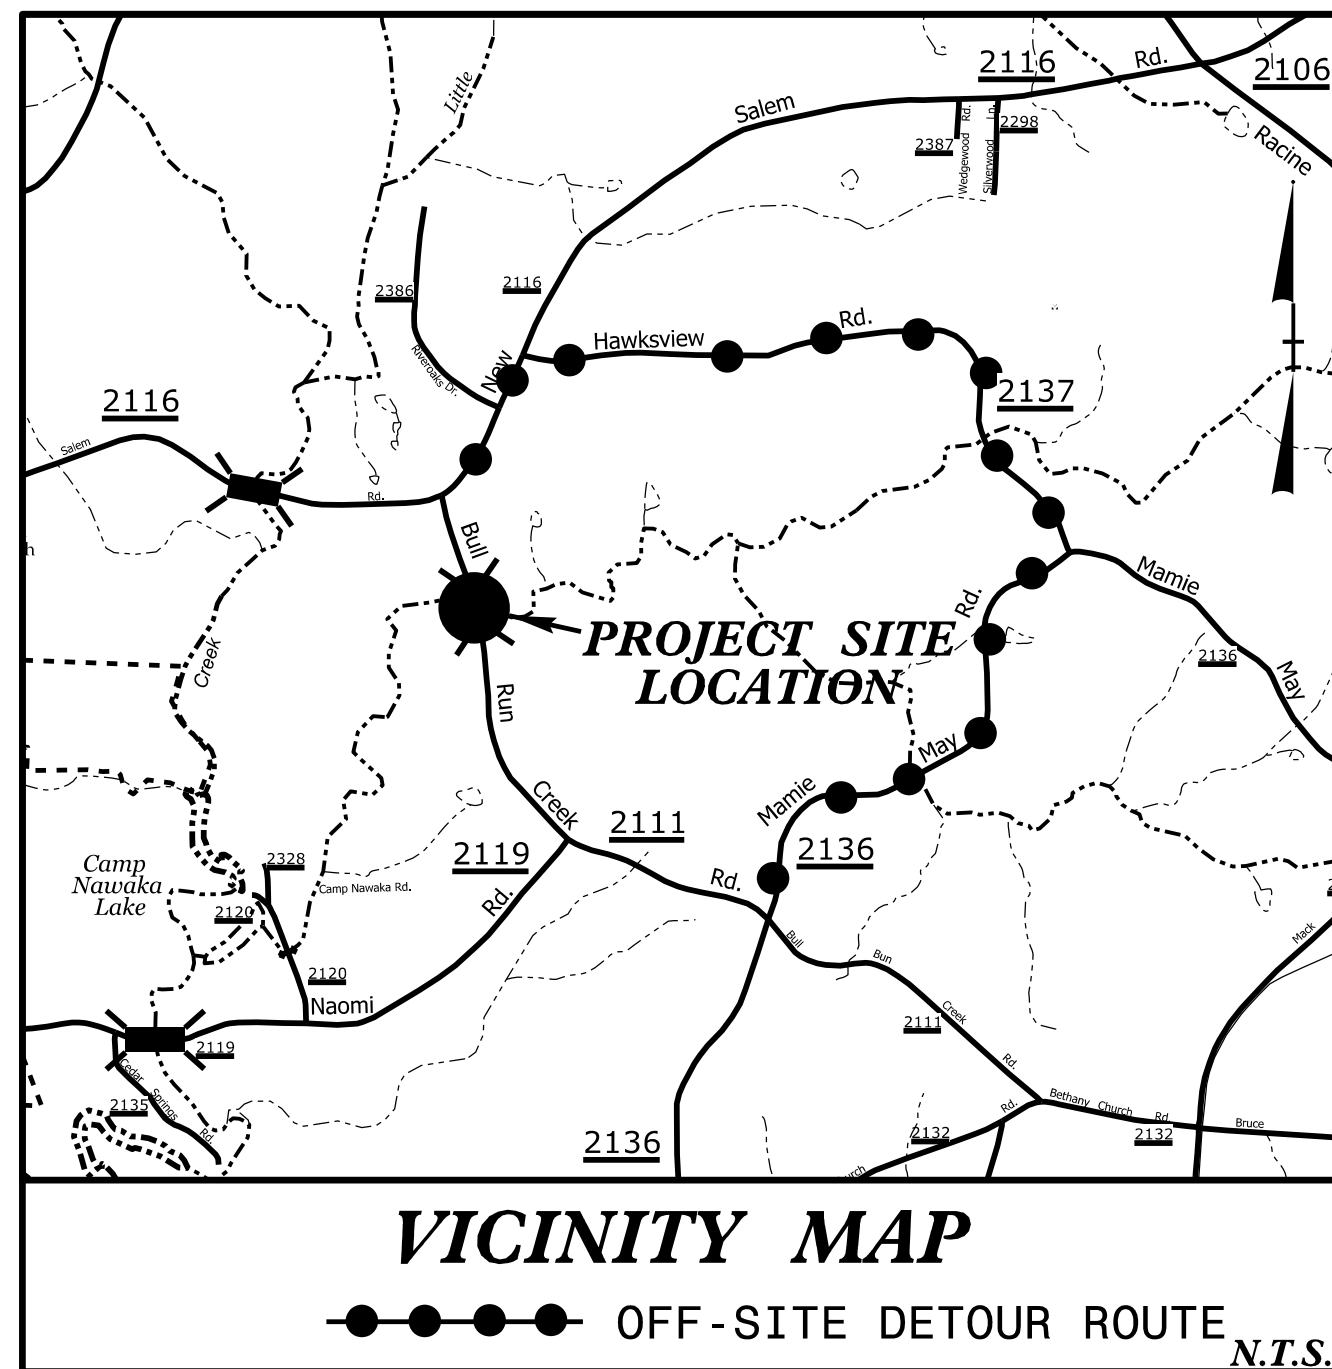 2116
Rd.
2106
Little
Salem
2298
2387
Wedgewood Rd.
Silverwood Ln.
Racine
2386
2116
Hawksview
Rd.
Riveroaks Dr.
New
2137
2116
Salem
Rd.
Bull
h
Mamie
Rd.
PROJECT SITE
LOCATION
2136
Creek
May
Run
May
Mamie
Creek
2111
2119
2136
Camp
Nawaka
Lake
2328
Camp Nawaka Rd.
Rd.
Rd.
2120
Bull
Bun
Mack
2120
Naomi
Creek
2111
2119
Rd.
Cedar
Springs
Rd.
2135
Rd.
Bethany Church Rd.
Bruce
2136
2132
2132
urch
VICINITY MAP
OFF-SITE DETOUR ROUTE
N.T.S.